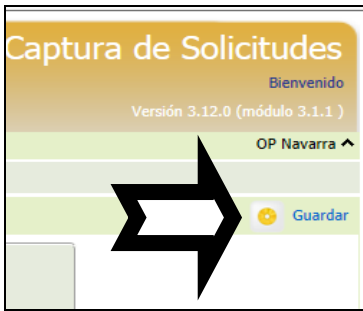 Captura de Solicitudes
Bienvenido
Versión 3.12.0 (módulo 3.1.1 )
OP Navarra
Guardar